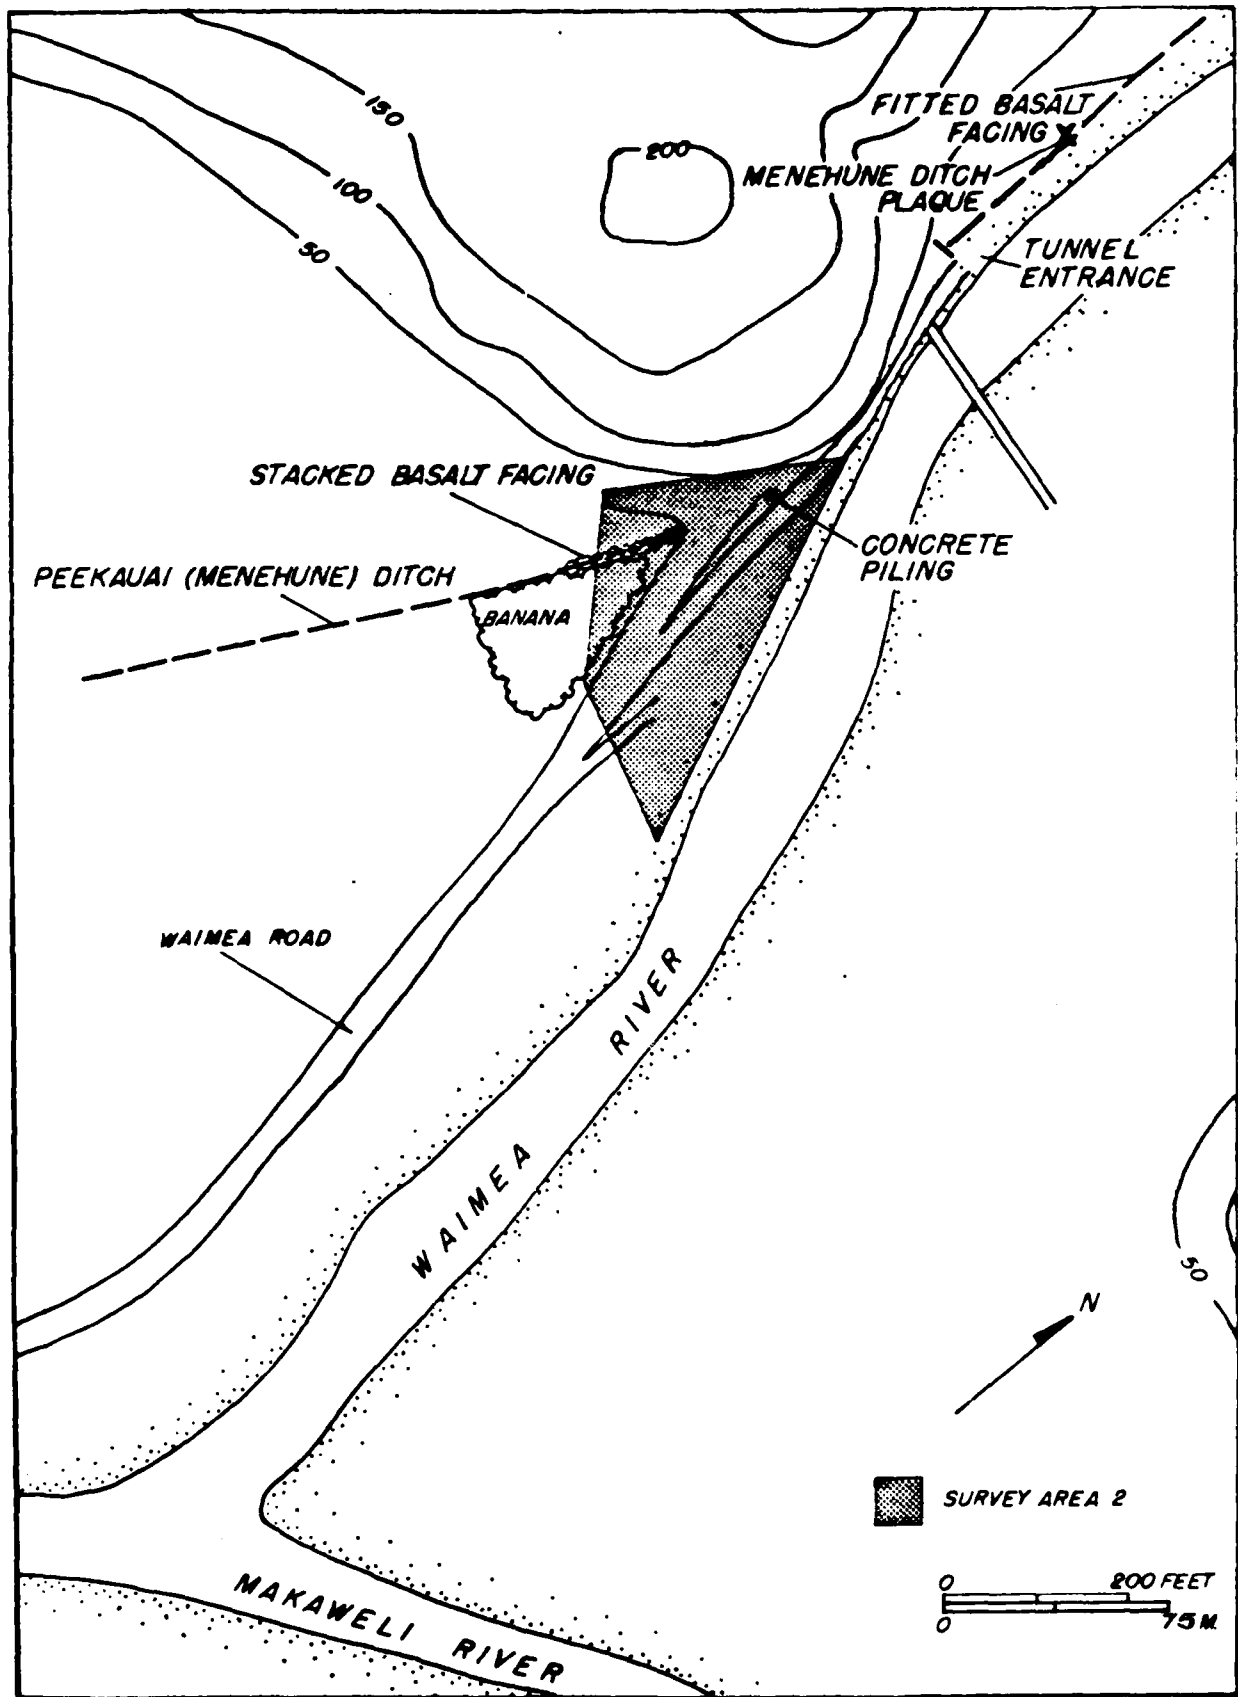 150
FITTED BASALT
FACING
200
100
MENEHUNE DITCH
PLAQUE
50
TUNNEL
ENTRANCE
STACKED BASALT FACING
CONCRETE
PILING
PEEKAUAI (MENEHUNE) DITCH
BANANA
WAIMEA ROAD
WAIMEA RIVER
50
N
SURVEY AREA 2
0 200 FEET
0 75 M.
MAKAWELI RIVER